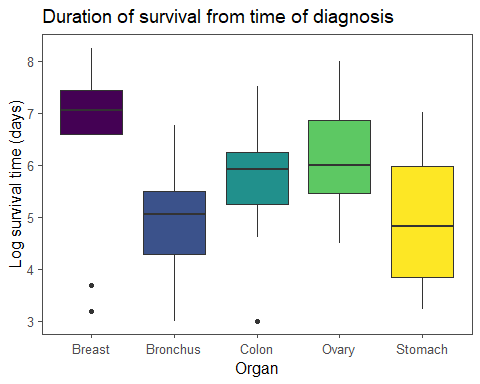 Duration of survival from time of diagnosis
Log survival time (days)
8
7
6
5
4
3
Breast Bronchus Colon Ovary Stomach
Organ